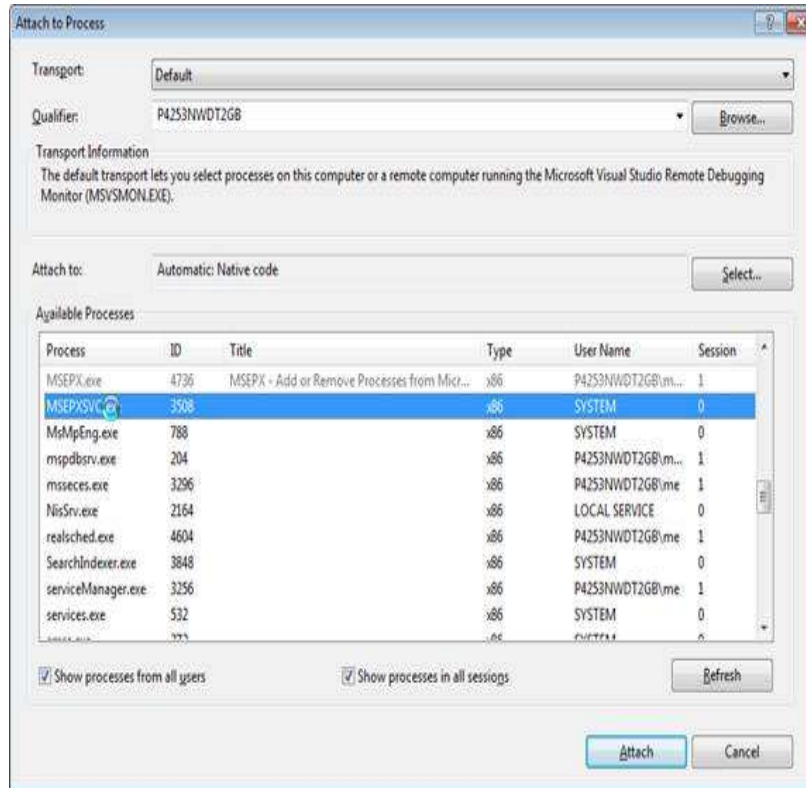 Attach to Process
Transport: Default
Qualifier: P4253NWDT2GB Browse...
Transport Information
The default transport lets you select processes on this computer or a remote computer running the Microsoft Visual Studio Remote Debugging
Monitor (MSVSMON.EXE).
Attach to: Automatic: Native code Select...
Available Processes
Process ID Title Type User Name Session
MSEPX.exe 4736 MSEPX - Add or Remove Processes from Micr... x86 P4253NWDT2GB\m... 1
3508 x86 SYSTEM 0
MsMpEng.exe 788 x86 SYSTEM 0
mspdbsrv.exe 204 x86 P4253NWDT2GB\m... 1
msseces.exe 3296 x86 P4253NWDT2GB\me 1
NisSrv.exe 2164 x86 LOCAL SERVICE 0
realsched.exe 4604 x86 P4253NWDT2GB\me 1
SearchIndexer.exe 3848 x86 SYSTEM 0
serviceManager.exe 3256 x86 P4253NWDT2GB\me 1
services.exe 532 x86 SYSTEM 0
Show processes from all users Show processes in all sessions Refresh
Attach Cancel